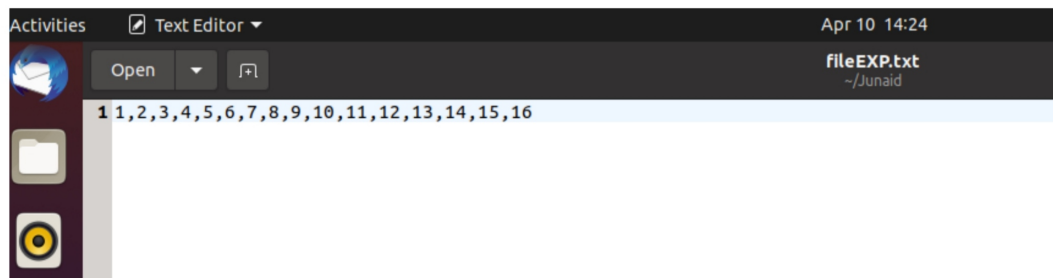 Activities Text Editor Apr 10 14:24
Open fileEXP.txt
~/Junaid
1 1,2,3,4,5,6,7,8,9,10,11,12,13,14,15,16